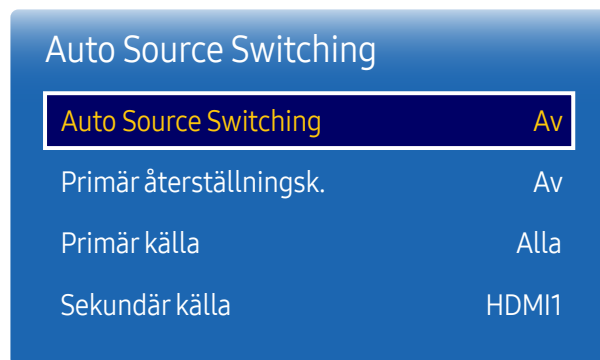 Auto Source Switching
Auto Source Switching Av
Primär återställningsk. Av
Primär källa Alla
Sekundär källa HDMI1